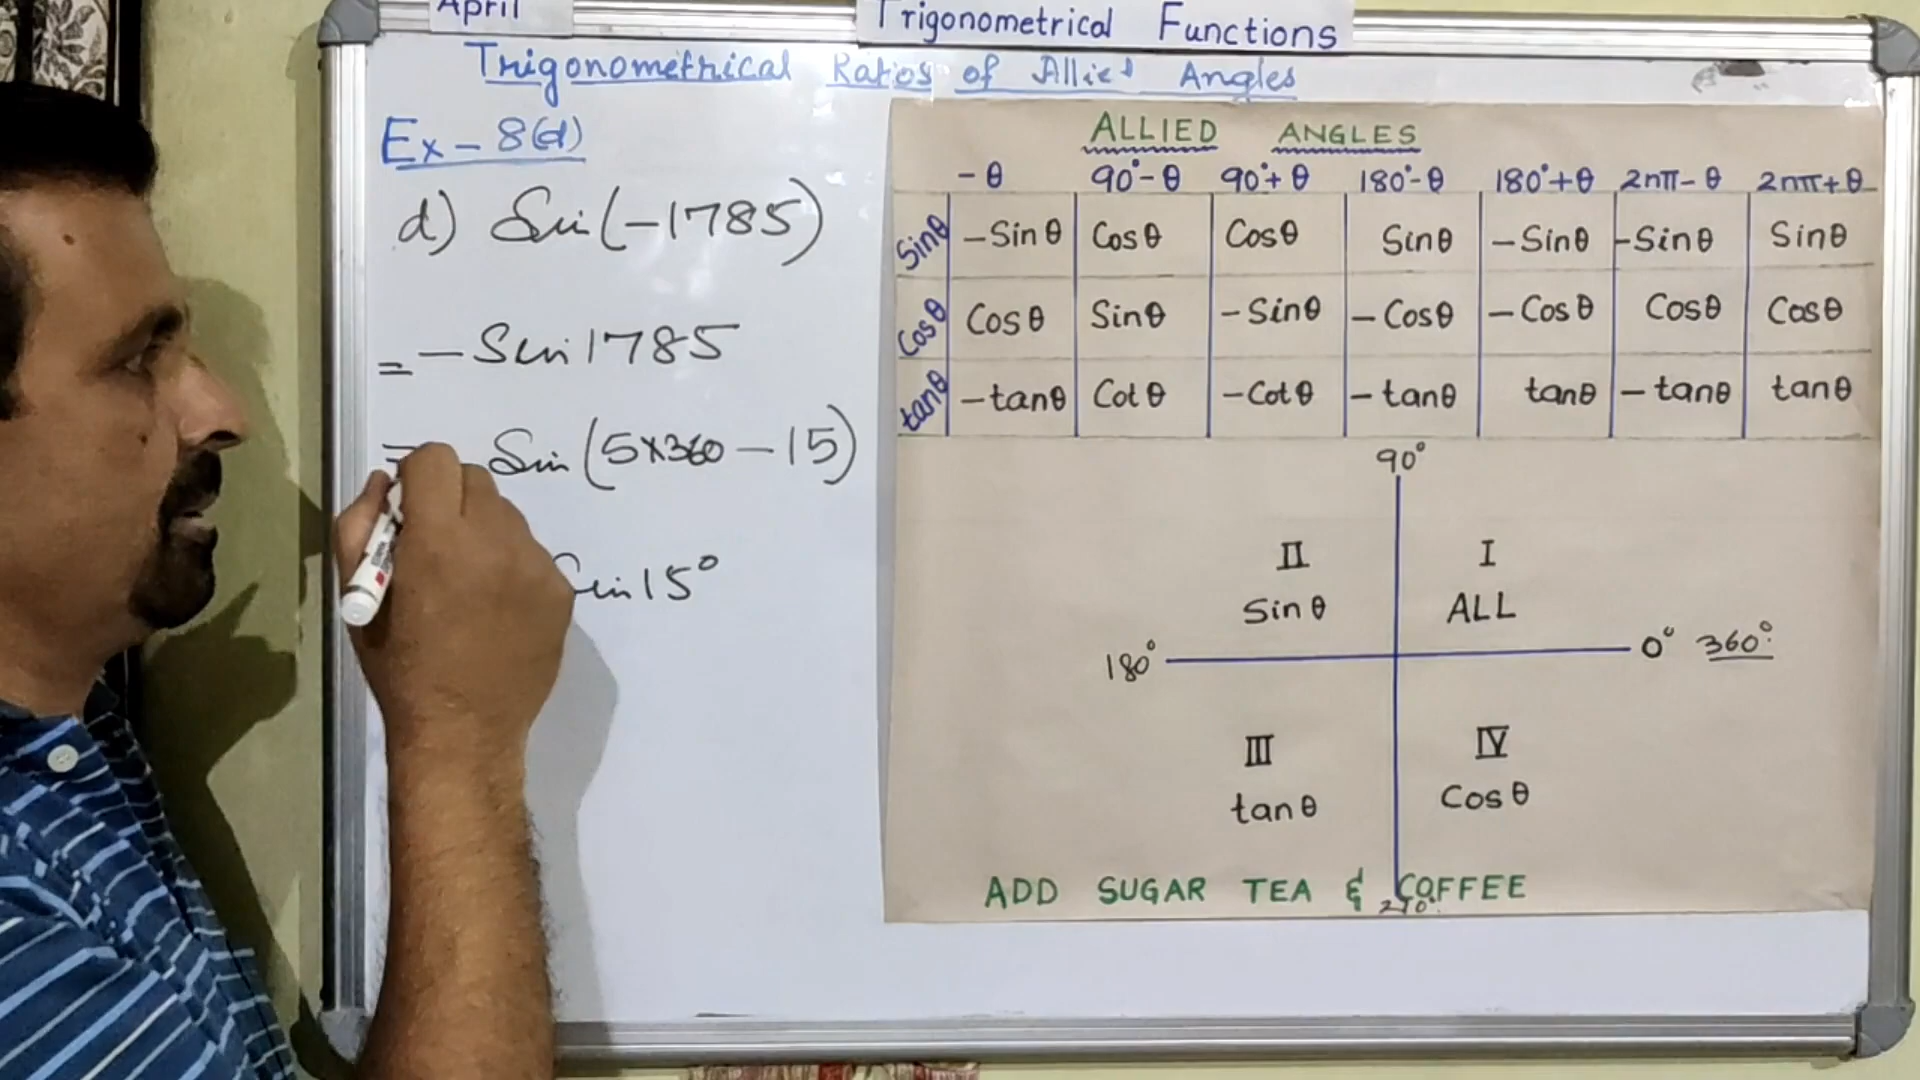 April
Trigonometrical Functions
Trigonometrical Ratios of Allied Angles
Ex - 8(d)
d) Sin(-1785)
= - Sin 1785
= Sin (5x360 - 15)
Sin 15°
ALLIED ANGLES
-θ 90°-θ 90°+θ 180°-θ 180°+θ 2nπ-θ 2nπ+θ
Sinθ -Sinθ Cosθ Cosθ Sinθ -Sinθ -Sinθ Sinθ
Cosθ Cosθ Sinθ -Sinθ -Cosθ -Cosθ Cosθ Cosθ
tanθ -tanθ Cotθ -Cotθ -tanθ tanθ -tanθ tanθ
90°
II I
Sinθ ALL
180° 0° 360°
III IV
tanθ Cosθ
ADD SUGAR TEA & COFFEE
270°